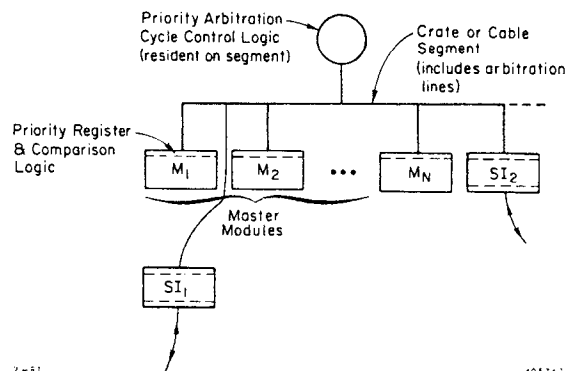 Priority Arbitration
Cycle Control Logic
(resident on segment)
Crate or Cable
Segment
(includes arbitration
lines)
Priority Register
& Comparison
Logic
M1
M2
•••
MN
SI2
Master
Modules
SI1